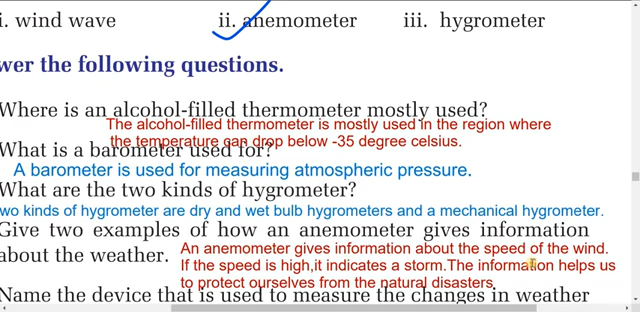 i. wind wave ii. anemometer iii. hygrometer
wer the following questions.
Where is an alcohol-filled thermometer mostly used?
The alcohol-filled thermometer is mostly used in the region where
the temperature can drop below -35 degree celsius.
What is a barometer used for?
A barometer is used for measuring atmospheric pressure.
What are the two kinds of hygrometer?
wo kinds of hygrometer are dry and wet bulb hygrometers and a mechanical hygrometer.
Give two examples of how an anemometer gives information
about the weather.
An anemometer gives information about the speed of the wind.
If the speed is high,it indicates a storm.The information helps us
to protect ourselves from the natural disasters.
Name the device that is used to measure the changes in weather